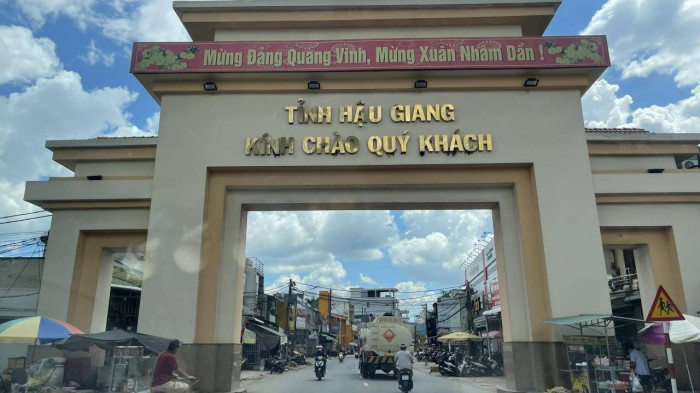 Mừng Đảng Quang Vinh, Mừng Xuân Nhâm Dần !
TỈNH HẬU GIANG
KÍNH CHÀO QUÝ KHÁCH